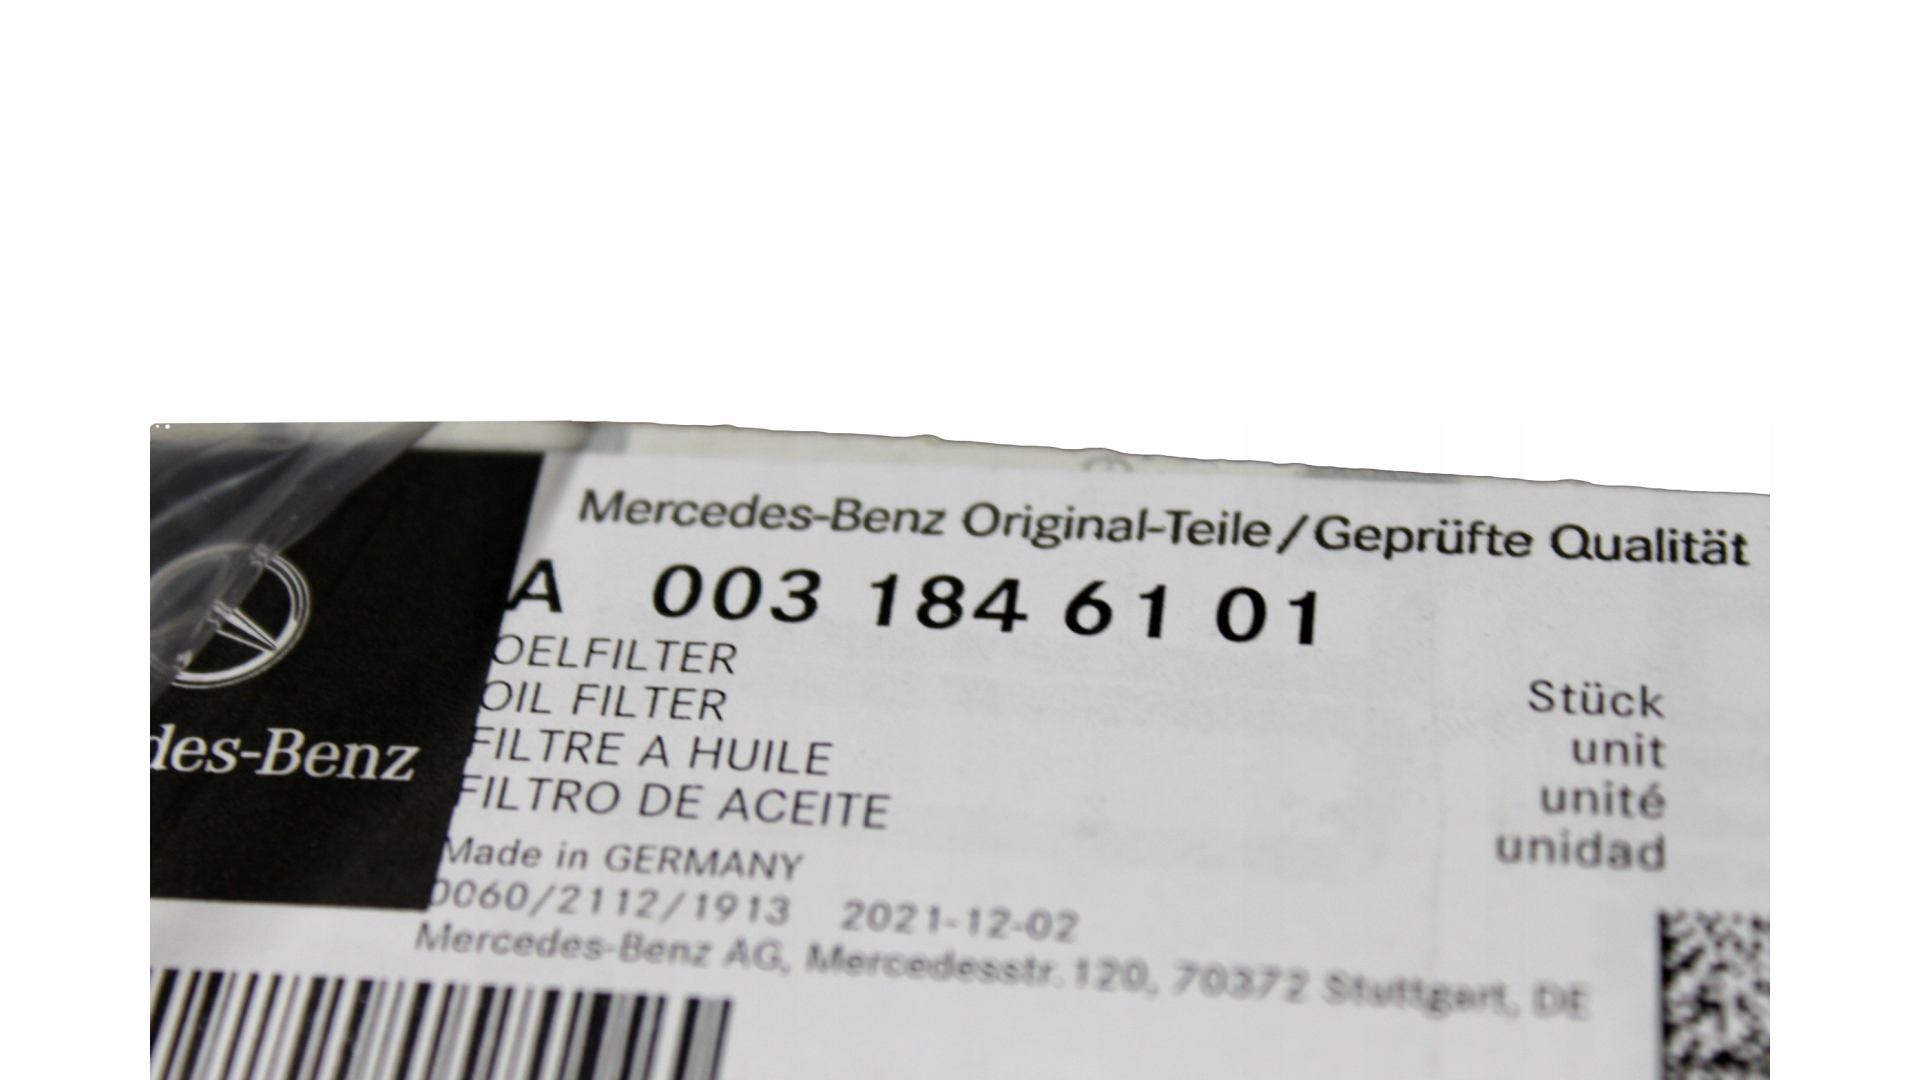 Mercedes-Benz Original-Teile/Geprüfte Qualität
A 003 184 61 01
OELFILTER
OIL FILTER
FILTRE A HUILE
FILTRO DE ACEITE
Stück
unit
unité
unidad
des-Benz
Made in GERMANY
0060/2112/1913 2021-12-02
Mercedes-Benz AG, Mercedesstr. 120, 70372 Stuttgart, DE